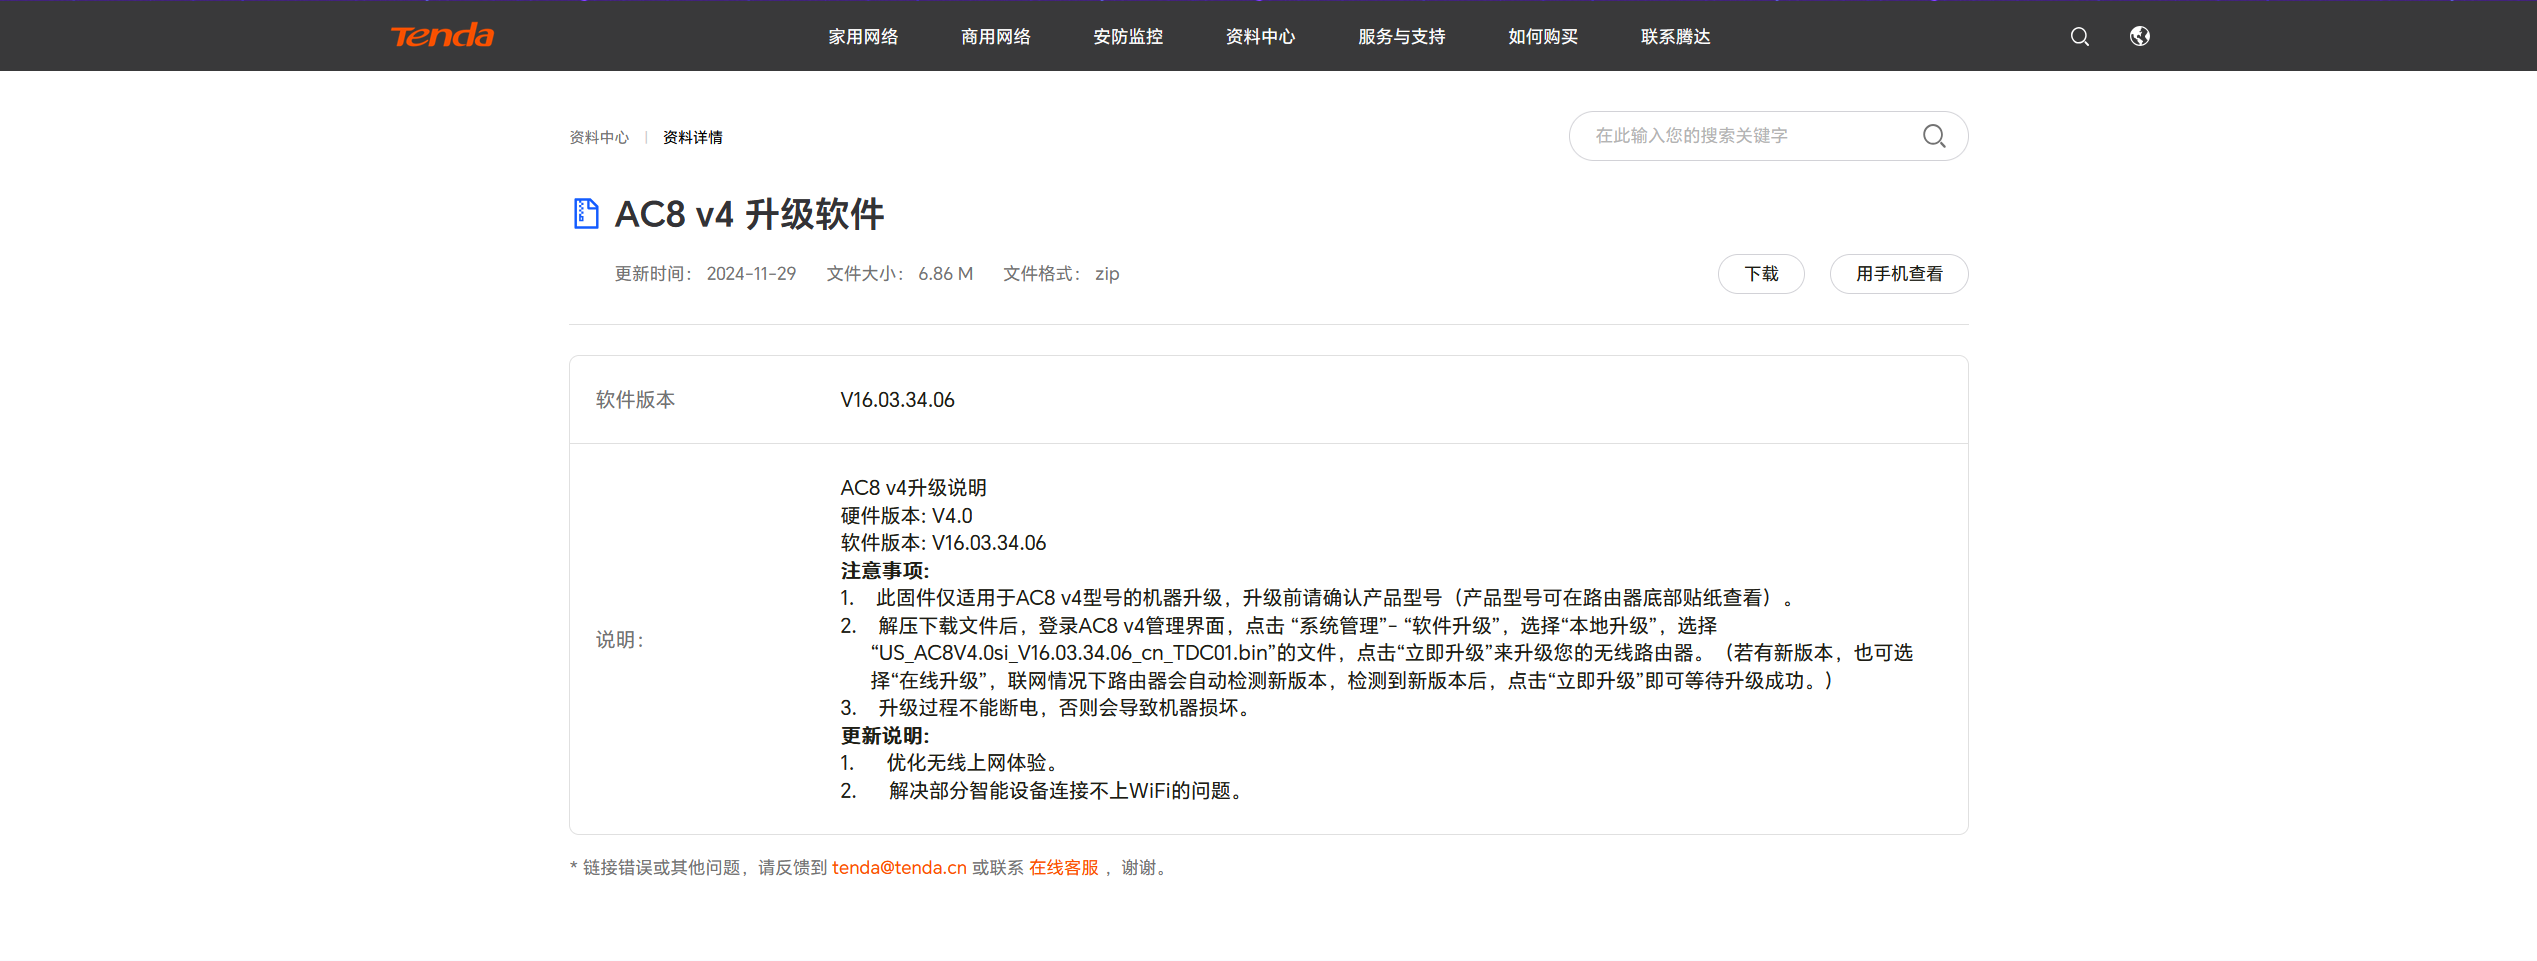 Tenda 家用网络 商用网络 安防监控 资料中心 服务与支持 如何购买 联系腾达
资料中心 | 资料详情
在此输入您的搜索关键字
AC8 v4 升级软件
更新时间： 2024-11-29 文件大小： 6.86 M 文件格式： zip
下载 用手机查看
软件版本 V16.03.34.06
说明：
AC8 v4升级说明
硬件版本: V4.0
软件版本: V16.03.34.06
注意事项:
1. 此固件仅适用于AC8 v4型号的机器升级，升级前请确认产品型号（产品型号可在路由器底部贴纸查看）。
2. 解压下载文件后，登录AC8 v4管理界面，点击 “系统管理”- “软件升级”，选择“本地升级”，选择
“US_AC8V4.0si_V16.03.34.06_cn_TDC01.bin”的文件，点击“立即升级”来升级您的无线路由器。（若有新版本，也可选
择“在线升级”，联网情况下路由器会自动检测新版本，检测到新版本后，点击“立即升级”即可等待升级成功。）
3. 升级过程不能断电，否则会导致机器损坏。
更新说明:
1. 优化无线上网体验。
2. 解决部分智能设备连接不上WiFi的问题。
* 链接错误或其他问题，请反馈到 tenda@tenda.cn 或联系 在线客服 ，谢谢。